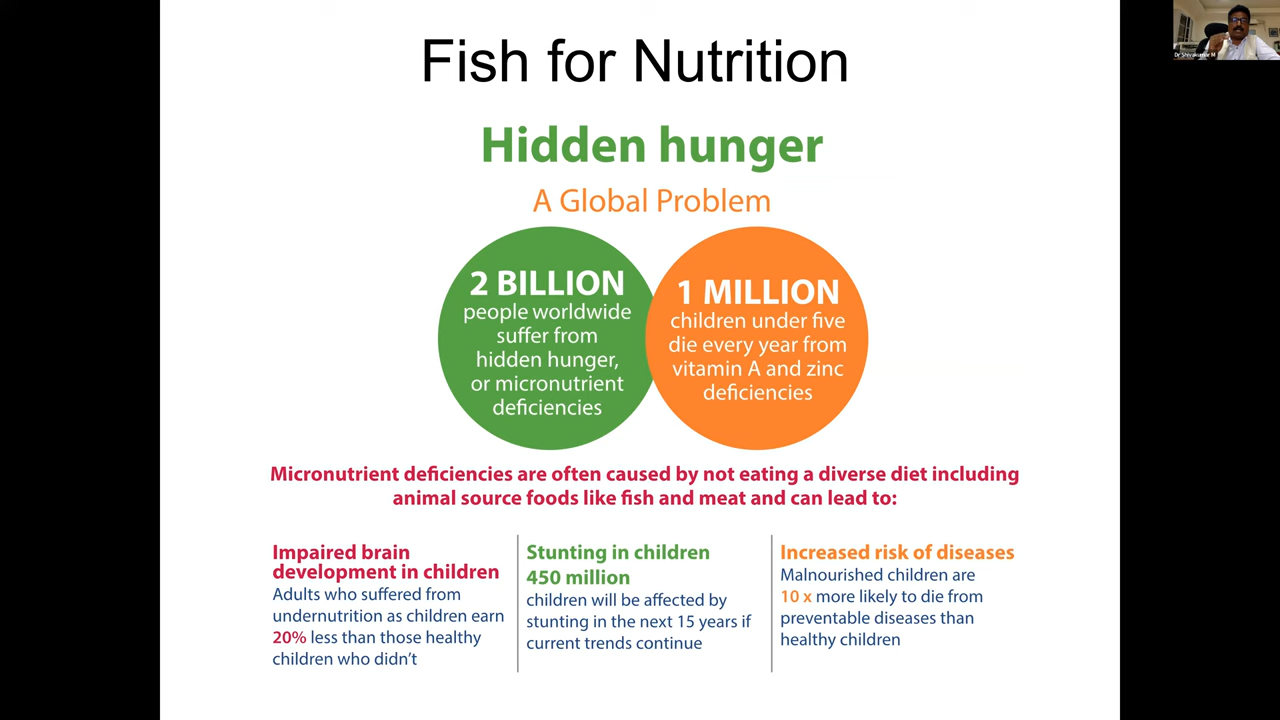 Fish for Nutrition
Hidden hunger
A Global Problem
2 BILLION
people worldwide
suffer from
hidden hunger,
or micronutrient
deficiencies
1 MILLION
children under five
die every year from
vitamin A and zinc
deficiencies
Micronutrient deficiencies are often caused by not eating a diverse diet including
animal source foods like fish and meat and can lead to:
Impaired brain
development in children
Adults who suffered from
undernutrition as children earn
20% less than those healthy
children who didn't
Stunting in children
450 million
children will be affected by
stunting in the next 15 years if
current trends continue
Increased risk of diseases
Malnourished children are
10 x more likely to die from
preventable diseases than
healthy children
Dr Shivakumar M